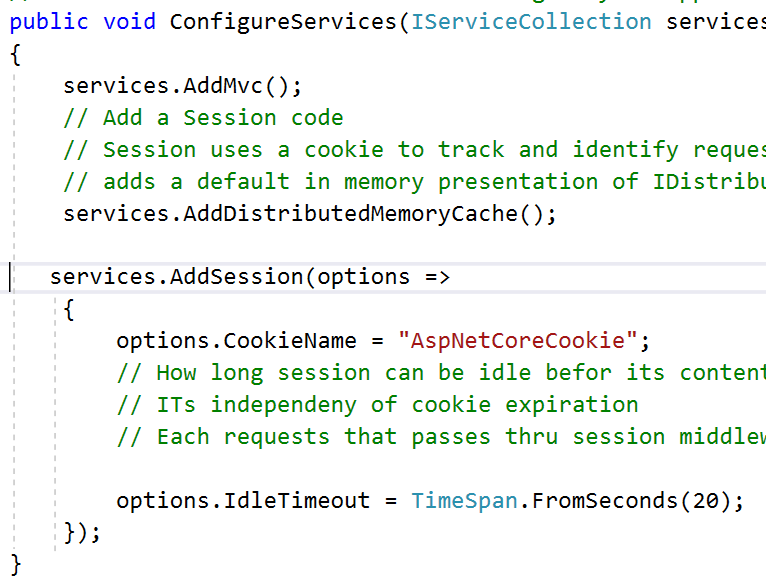 public void ConfigureServices(IServiceCollection services
{
services.AddMvc();
// Add a Session code
// Session uses a cookie to track and identify reques
// adds a default in memory presentation of IDistribu
services.AddDistributedMemoryCache();
services.AddSession(options =>
{
options.CookieName = "AspNetCoreCookie";
// How long session can be idle befor its content
// ITs independeny of cookie expiration
// Each requests that passes thru session middlew
options.IdleTimeout = TimeSpan.FromSeconds(20);
});
}